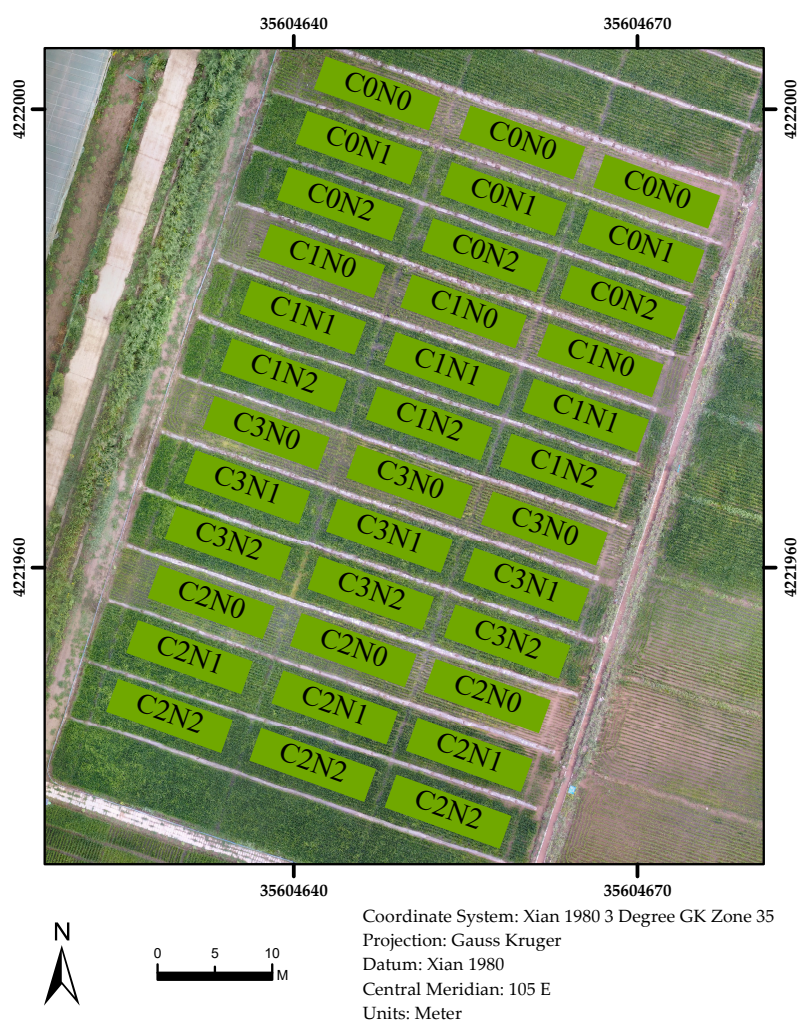 35604640
35604670
4222000
4222000
C0N0
C0N0
C0N0
C0N1
C0N1
C0N1
C0N2
C0N2
C0N2
C1N0
C1N0
C1N0
C1N1
C1N1
C1N1
C1N2
C1N2
C1N2
C3N0
C3N0
C3N0
C3N1
C3N1
C3N1
C3N2
C3N2
C3N2
C2N0
C2N0
C2N0
C2N1
C2N1
C2N1
C2N2
C2N2
C2N2
4221960
4221960
35604640
35604670
N
0 5 10
M
Coordinate System: Xian 1980 3 Degree GK Zone 35
Projection: Gauss Kruger
Datum: Xian 1980
Central Meridian: 105 E
Units: Meter